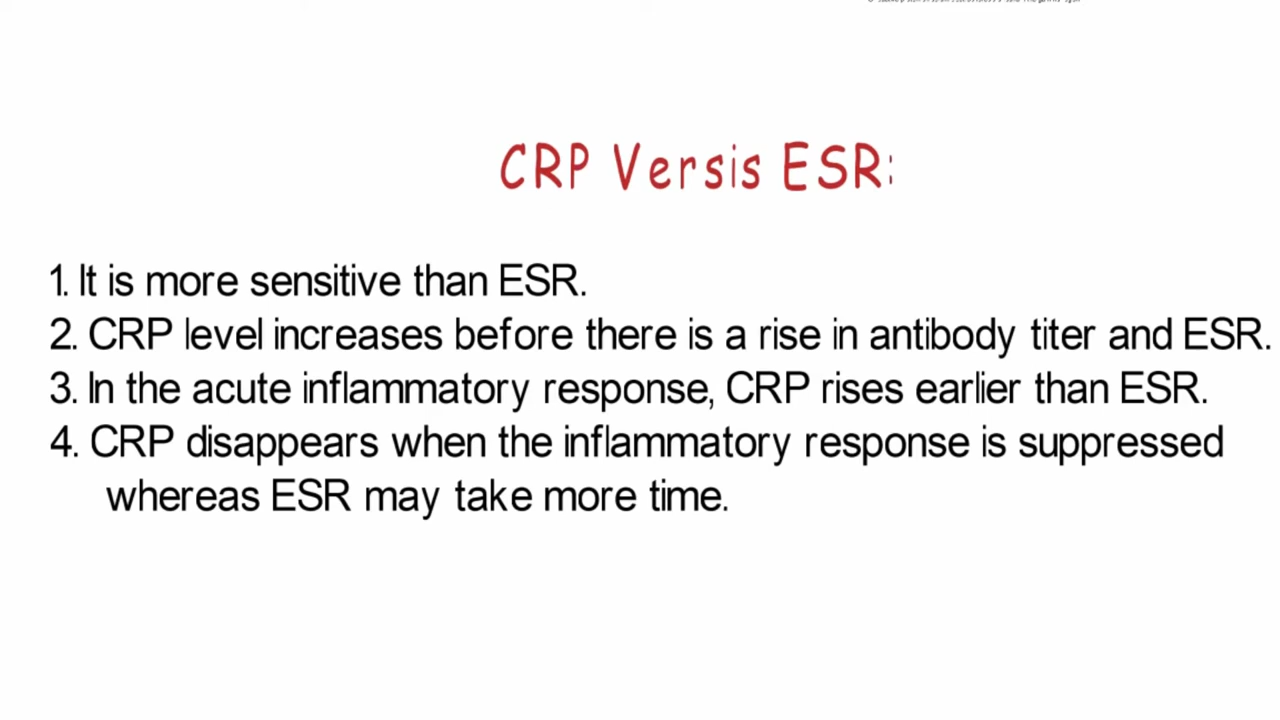 CRP Versis ESR:
1. It is more sensitive than ESR.
2. CRP level increases before there is a rise in antibody titer and ESR.
3. In the acute inflammatory response, CRP rises earlier than ESR.
4. CRP disappears when the inflammatory response is suppressed
whereas ESR may take more time.